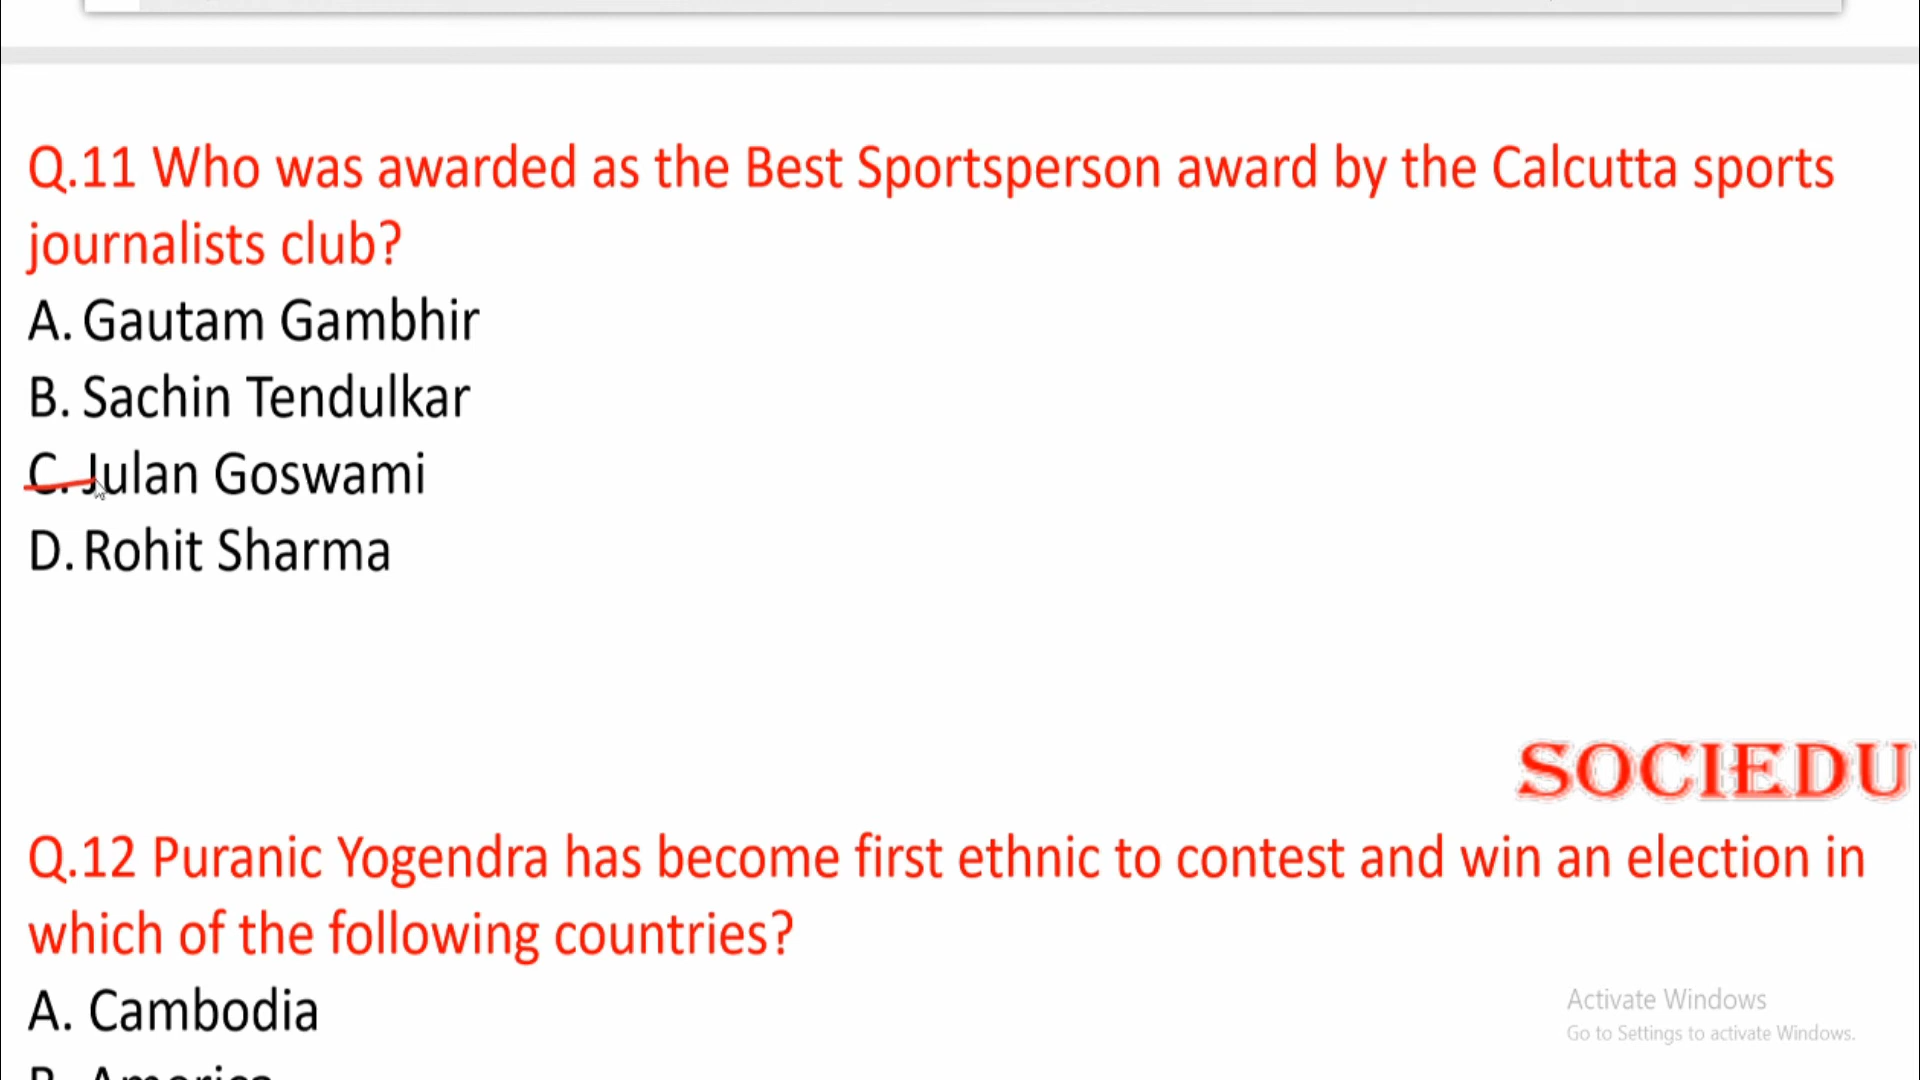 Q.11 Who was awarded as the Best Sportsperson award by the Calcutta sports
journalists club?
A. Gautam Gambhir
B. Sachin Tendulkar
C. Julan Goswami
D. Rohit Sharma
SOCIEDU
Q.12 Puranic Yogendra has become first ethnic to contest and win an election in
which of the following countries?
A. Cambodia
Activate Windows
Go to Settings to activate Windows.
B. America